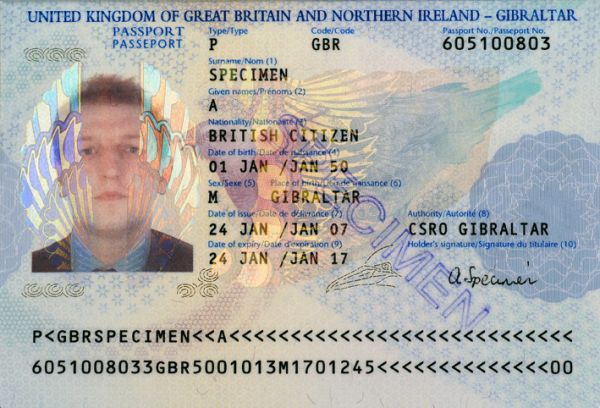 UNITED KINGDOM OF GREAT BRITAIN AND NORTHERN IRELAND – GIBRALTAR
PASSPORT
PASSEPORT
Type/Type
Code/Code
Passport No./Passeport No.
P
GBR
605100803
Surname/Nom (1)
SPECIMEN
Given names/Prénoms (2)
A
Nationality/Nationalité (3)
BRITISH CITIZEN
Date of birth/Date de naissance (4)
01 JAN /JAN 50
Sex/Sexe (5)
Place of birth/Lieu de naissance (6)
M
GIBRALTAR
Date of issue/Date de délivrance (7)
Authority/Autorité (8)
24 JAN /JAN 07
CSRO GIBRALTAR
Date of expiry/Date d'expiration (9)
Holder's signature/Signature du titulaire (10)
24 JAN /JAN 17
A Specimen
SPECIMEN
P<GBRSPECIMEN<<A<<<<<<<<<<<<<<<<<<<<<<<<<<<<
6051008033GBR5001013M1701245<<<<<<<<<<<<<<00